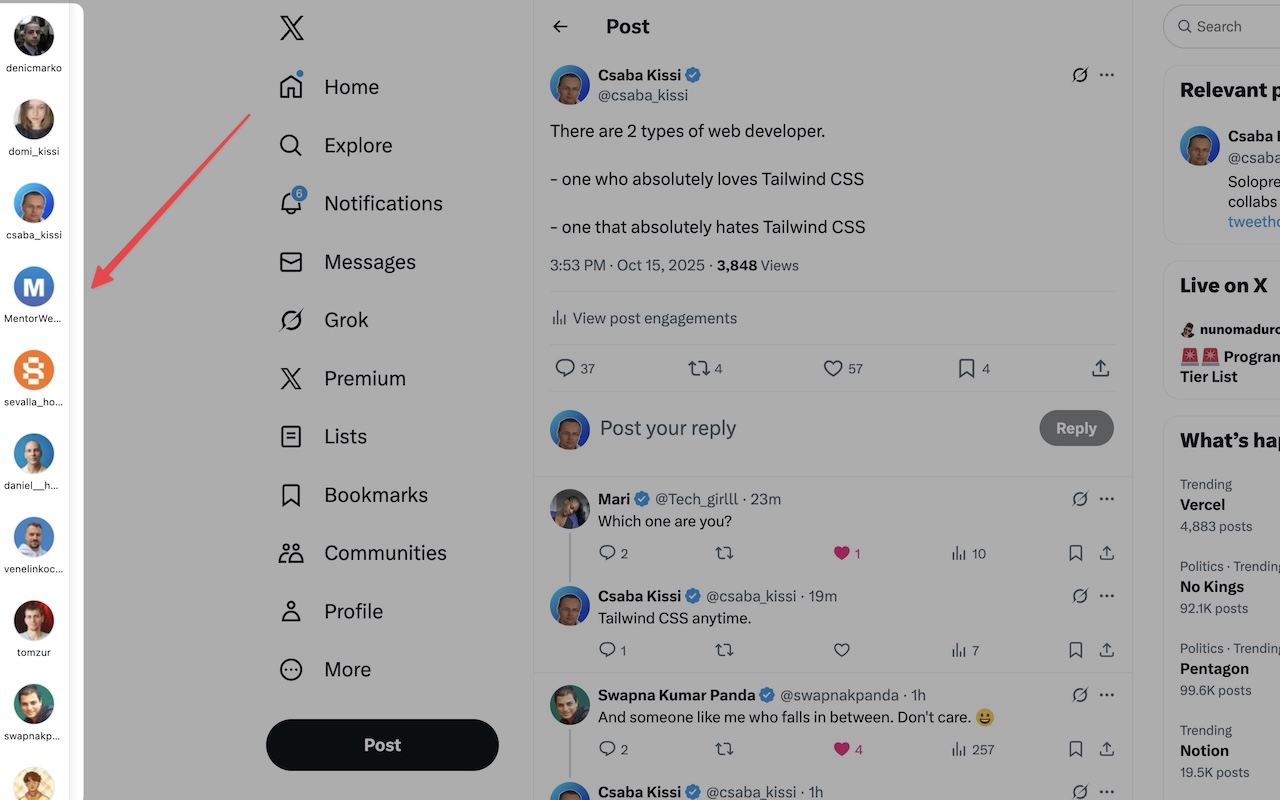 denicmarko
domi_kissi
csaba_kissi
M
MentorWe...
S
sevalla_ho...
daniel__h...
venelinkoc...
tomzur
swapnakp...
X
Home
Explore
6
Notifications
Messages
Grok
Premium
Lists
Bookmarks
Communities
Profile
More
Post
Post
Csaba Kissi
@csaba_kissi
There are 2 types of web developer.
- one who absolutely loves Tailwind CSS
- one that absolutely hates Tailwind CSS
3:53 PM · Oct 15, 2025 · 3,848 Views
View post engagements
37 4 57 4
Post your reply
Reply
Mari @Tech_girlll · 23m
Which one are you?
2 1 10
Csaba Kissi @csaba_kissi · 19m
Tailwind CSS anytime.
1 7
Swapna Kumar Panda @swapnakpanda · 1h
And someone like me who falls in between. Don't care. 😀
2 4 257
Csaba Kissi @csaba_kissi · 1h
Search
Relevant p
Csaba
@csaba
Solopre
collabs
tweethc
Live on X
nunomaduro
🚨🚨 Program
Tier List
What's hap
Trending
Vercel
4,883 posts
Politics · Trending
No Kings
92.1K posts
Politics · Trending
Pentagon
99.6K posts
Trending
Notion
19.5K posts